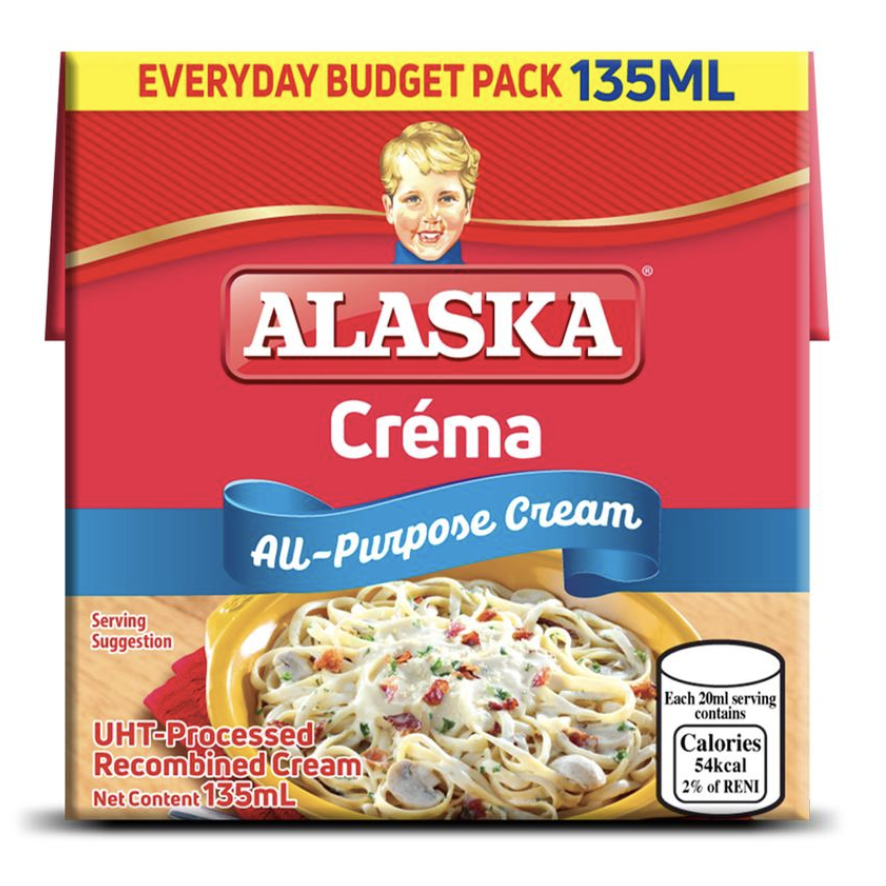 EVERYDAY BUDGET PACK 135ML
ALASKA®
Créma
All-Purpose Cream
Serving
Suggestion
UHT-Processed
Recombined Cream
Net Content 135mL
Each 20ml serving
contains
Calories
54kcal
2% of RENI